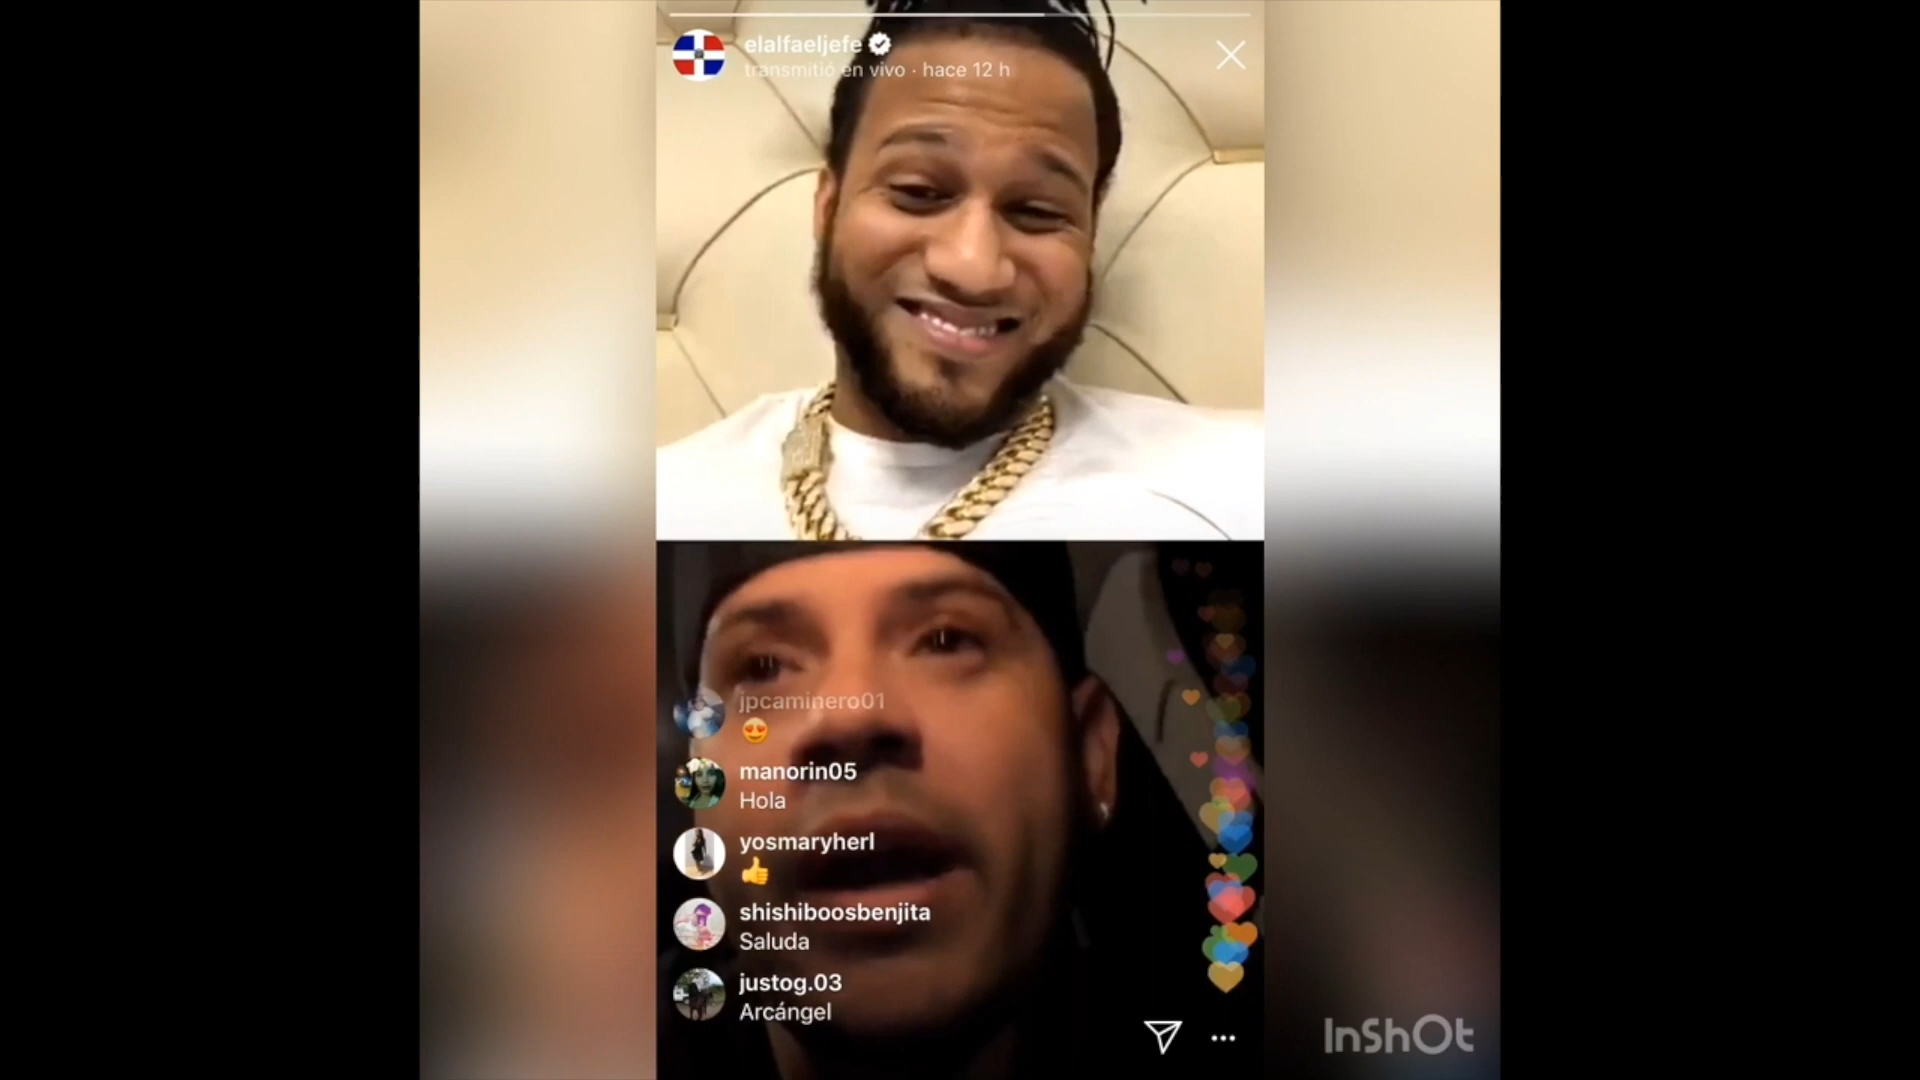 elalfaeljefe
transmitió en vivo · hace 12 h
jpcaminero01
manorin05
Hola
yosmaryherl
shishiboosbenjita
Saluda
justog.03
Arcángel
InShOt